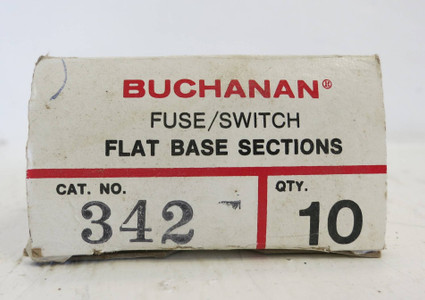 BUCHANAN®
FUSE/SWITCH
FLAT BASE SECTIONS
CAT. NO.
342
QTY.
10